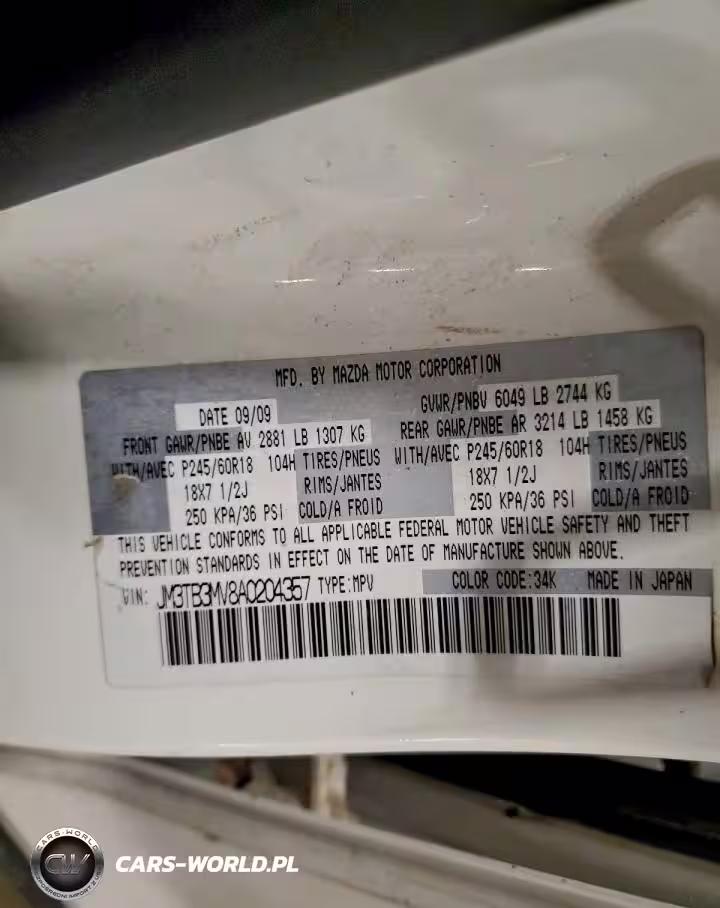 MFD. BY MAZDA MOTOR CORPORATION
DATE 09/09
GVWR/PNBV 6049 LB 2744 KG
FRONT GAWR/PNBE AV 2881 LB 1307 KG
REAR GAWR/PNBE AR 3214 LB 1458 KG
WITH/AVEC P245/60R18 104H TIRES/PNEUS
WITH/AVEC P245/60R18 104H TIRES/PNEUS
18X7 1/2J RIMS/JANTES
18X7 1/2J RIMS/JANTES
250 KPA/36 PSI COLD/A FROID
250 KPA/36 PSI COLD/A FROID
THIS VEHICLE CONFORMS TO ALL APPLICABLE FEDERAL MOTOR VEHICLE SAFETY AND THEFT
PREVENTION STANDARDS IN EFFECT ON THE DATE OF MANUFACTURE SHOWN ABOVE.
VIN: JM3TB3MV8A0204357 TYPE:MPV COLOR CODE:34K MADE IN JAPAN
CARS-WORLD
CW
CARS-WORLD.PL